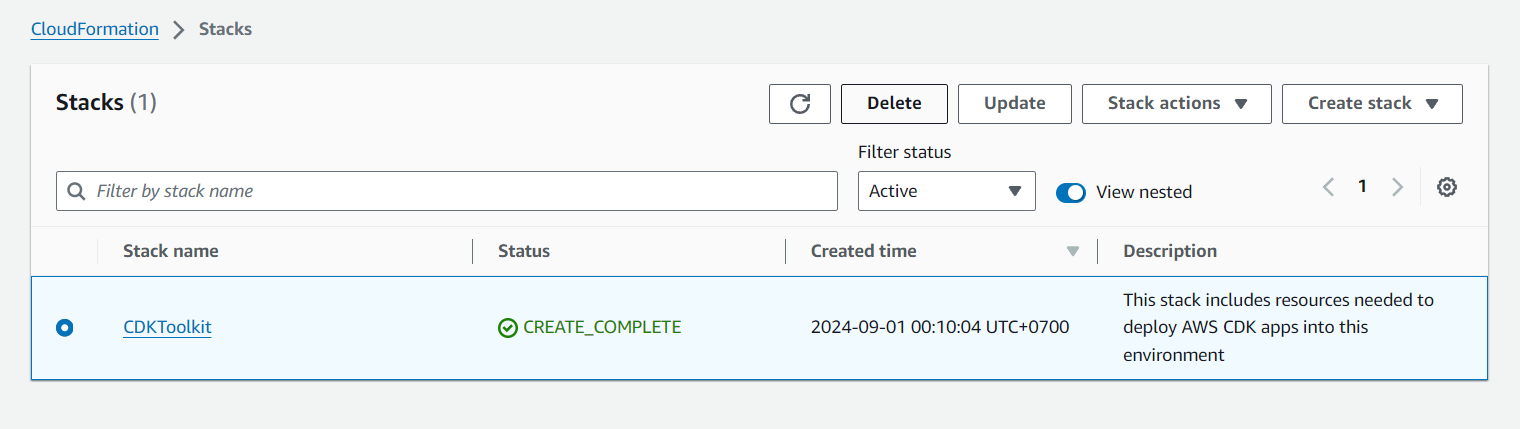 CloudFormation > Stacks
Stacks (1)
Delete
Update
Stack actions
Create stack
Filter status
Filter by stack name
Active
View nested
1
Stack name
Status
Created time
Description
CDKToolkit
CREATE_COMPLETE
2024-09-01 00:10:04 UTC+0700
This stack includes resources needed to
deploy AWS CDK apps into this
environment